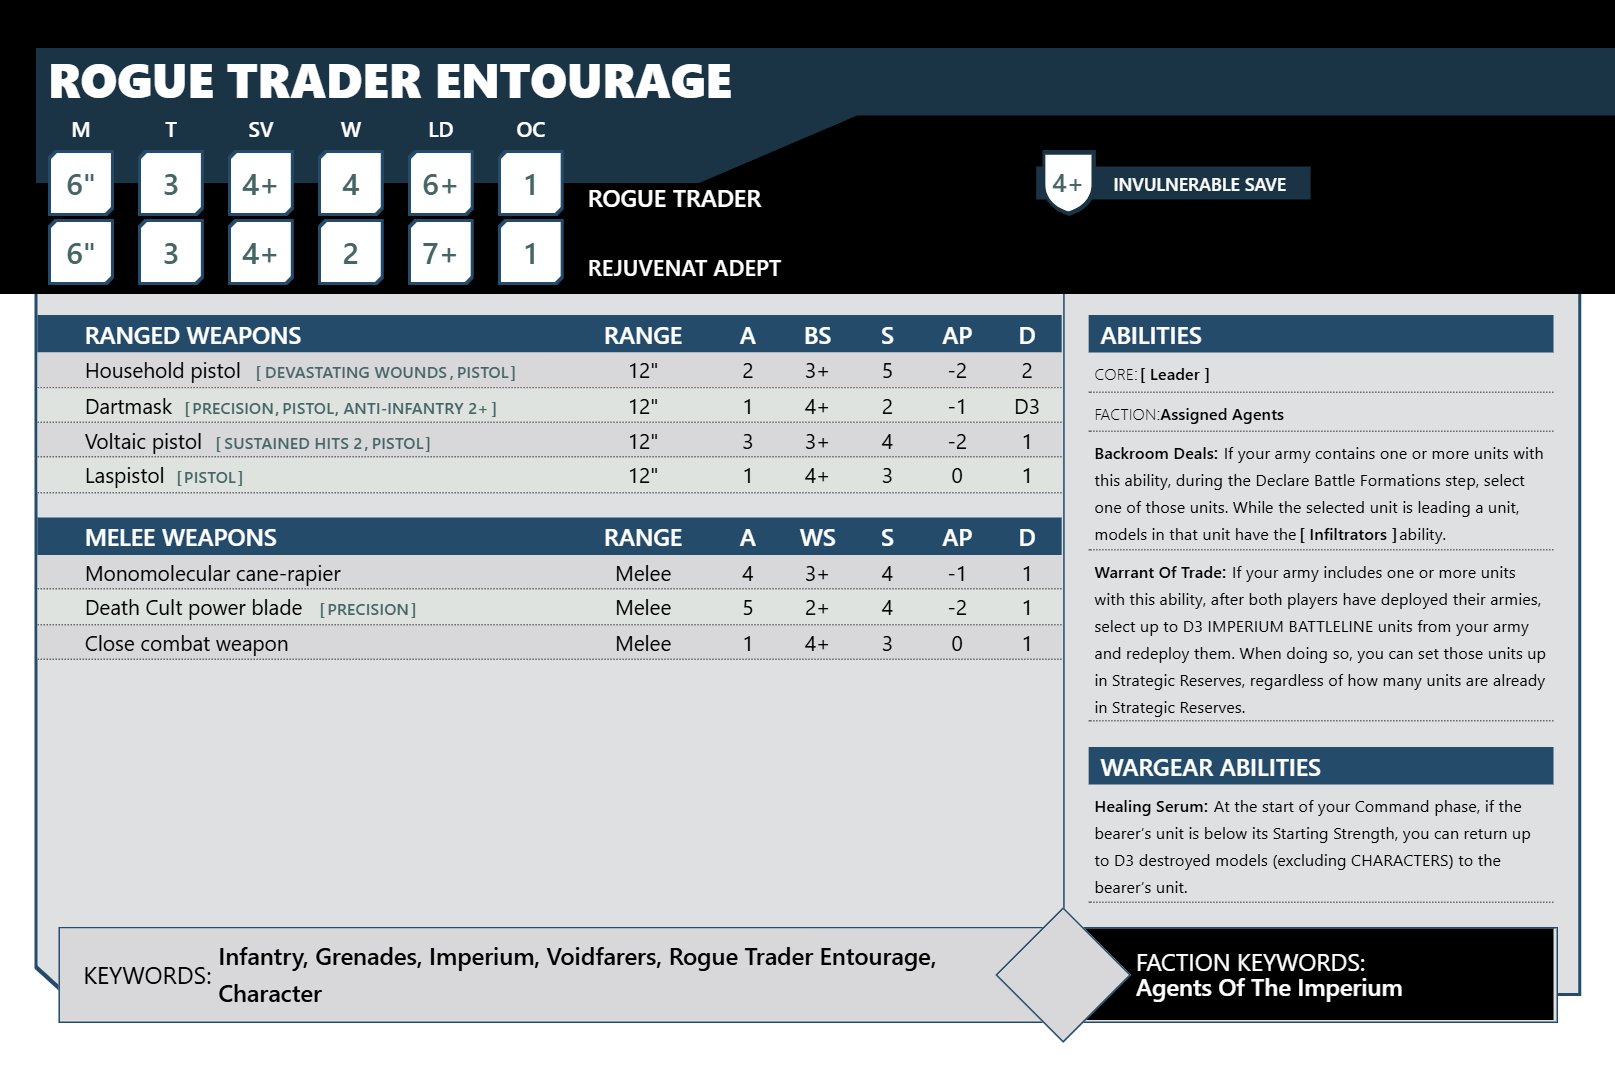 ROGUE TRADER ENTOURAGE
M T SV W LD OC
6" 3 4+ 4 6+ 1 ROGUE TRADER
4+ INVULNERABLE SAVE
6" 3 4+ 2 7+ 1 REJUVENAT ADEPT
RANGED WEAPONS RANGE A BS S AP D
Household pistol [ DEVASTATING WOUNDS, PISTOL] 12" 2 3+ 5 -2 2
Dartmask [PRECISION, PISTOL, ANTI-INFANTRY 2+ ] 12" 1 4+ 2 -1 D3
Voltaic pistol [ SUSTAINED HITS 2, PISTOL] 12" 3 3+ 4 -2 1
Laspistol [PISTOL] 12" 1 4+ 3 0 1
MELEE WEAPONS RANGE A WS S AP D
Monomolecular cane-rapier Melee 4 3+ 4 -1 1
Death Cult power blade [PRECISION] Melee 5 2+ 4 -2 1
Close combat weapon Melee 1 4+ 3 0 1
ABILITIES
CORE: [ Leader ]
FACTION:Assigned Agents
Backroom Deals: If your army contains one or more units with
this ability, during the Declare Battle Formations step, select
one of those units. While the selected unit is leading a unit,
models in that unit have the [ Infiltrators ] ability.
Warrant Of Trade: If your army includes one or more units
with this ability, after both players have deployed their armies,
select up to D3 IMPERIUM BATTLELINE units from your army
and redeploy them. When doing so, you can set those units up
in Strategic Reserves, regardless of how many units are already
in Strategic Reserves.
WARGEAR ABILITIES
Healing Serum: At the start of your Command phase, if the
bearer’s unit is below its Starting Strength, you can return up
to D3 destroyed models (excluding CHARACTERS) to the
bearer’s unit.
KEYWORDS: Infantry, Grenades, Imperium, Voidfarers, Rogue Trader Entourage,
Character
FACTION KEYWORDS:
Agents Of The Imperium